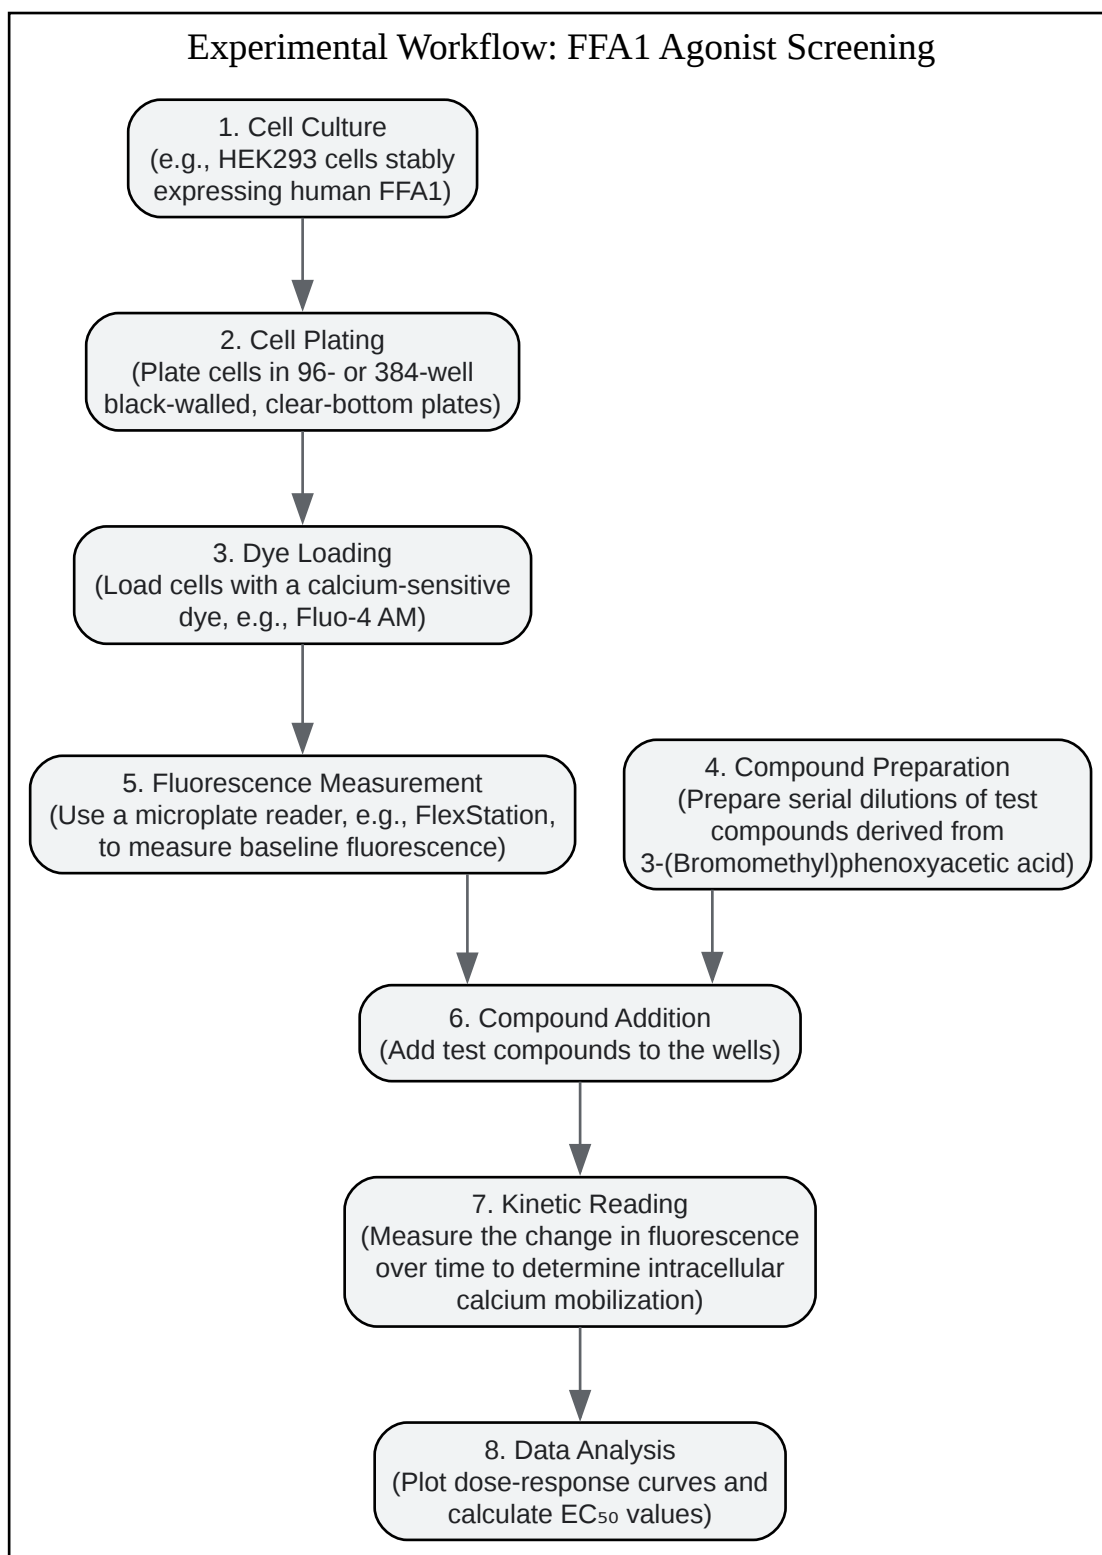 Experimental Workflow: FFA1 Agonist Screening
1. Cell Culture
(e.g., HEK293 cells stably
expressing human FFA1)
2. Cell Plating
(Plate cells in 96- or 384-well
black-walled, clear-bottom plates)
3. Dye Loading
(Load cells with a calcium-sensitive
dye, e.g., Fluo-4 AM)
5. Fluorescence Measurement
(Use a microplate reader, e.g., FlexStation,
to measure baseline fluorescence)
4. Compound Preparation
(Prepare serial dilutions of test
compounds derived from
3-(Bromomethyl)phenoxyacetic acid)
6. Compound Addition
(Add test compounds to the wells)
7. Kinetic Reading
(Measure the change in fluorescence
over time to determine intracellular
calcium mobilization)
8. Data Analysis
(Plot dose-response curves and
calculate EC₅₀ values)